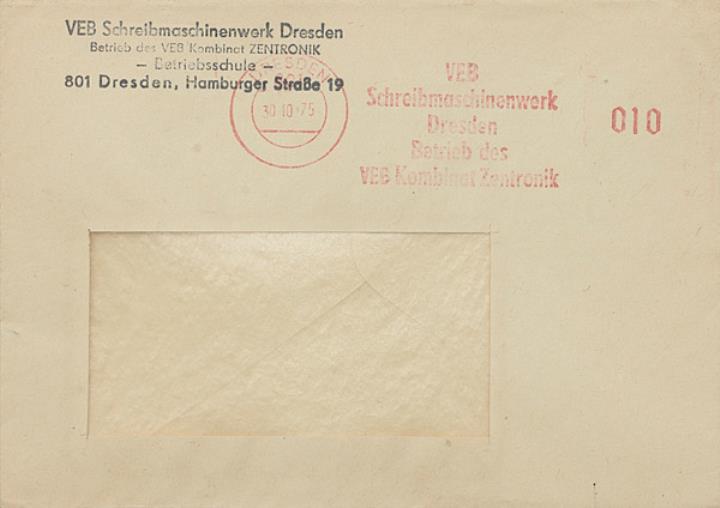 VEB Schreibmaschinenwerk Dresden
Betrieb des VEB Kombinat ZENTRONIK
— Betriebsschule —
801 Dresden, Hamburger Straße 19
DRESDEN
30.10.75
VEB
Schreibmaschinenwerk
Dresden
Betrieb des
VEB Kombinat Zentronik
010